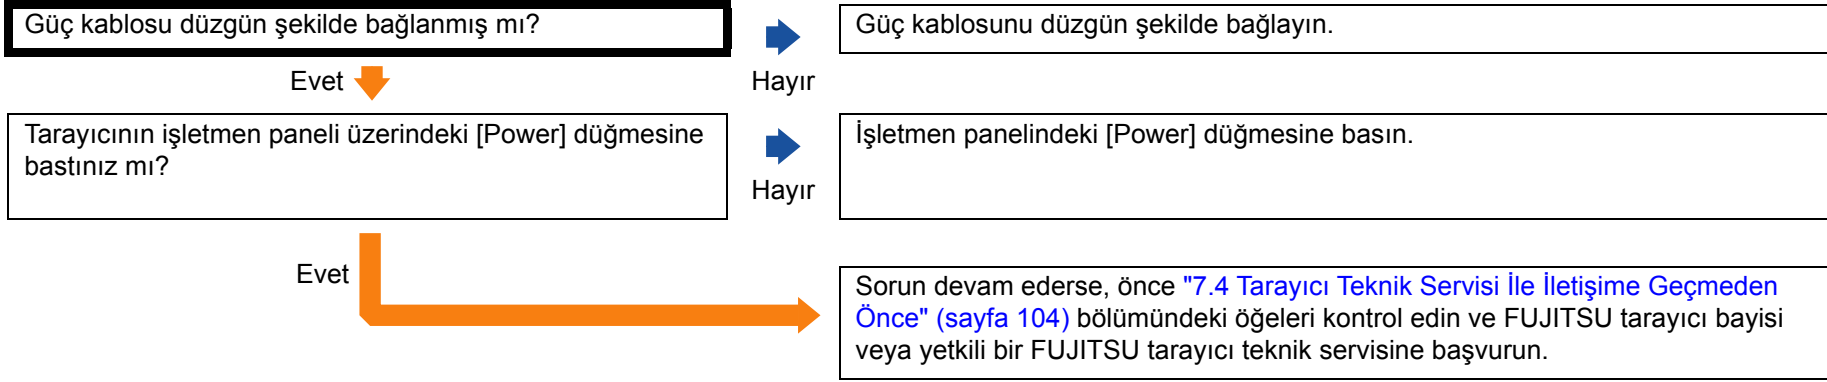 Güç kablosu düzgün şekilde bağlanmış mı?
Güç kablosunu düzgün şekilde bağlayın.
Evet
Hayır
Tarayıcının işletmen paneli üzerindeki [Power] düğmesine
bastınız mı?
İşletmen panelindeki [Power] düğmesine basın.
Hayır
Evet
Sorun devam ederse, önce "7.4 Tarayıcı Teknik Servisi İle İletişime Geçmeden
Önce" (sayfa 104) bölümündeki öğeleri kontrol edin ve FUJITSU tarayıcı bayisi
veya yetkili bir FUJITSU tarayıcı teknik servisine başvurun.